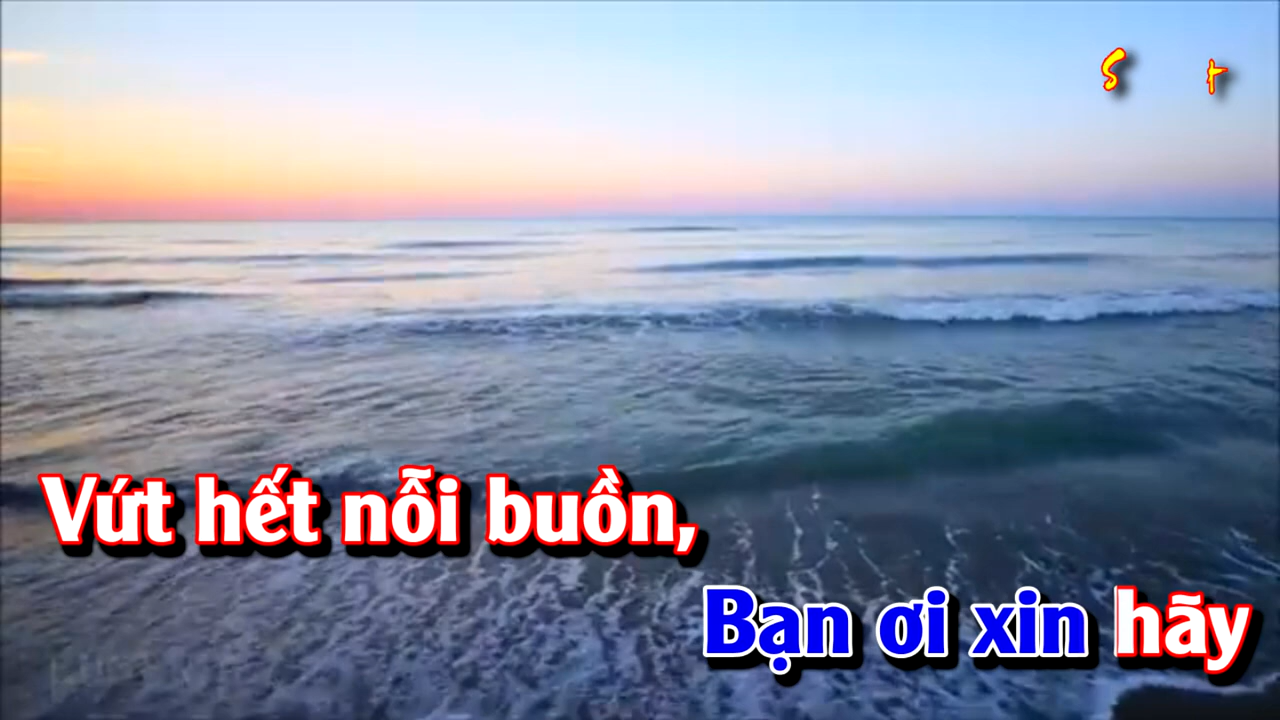 S t
Vứt hết nỗi buồn,
Bạn ơi xin hãy